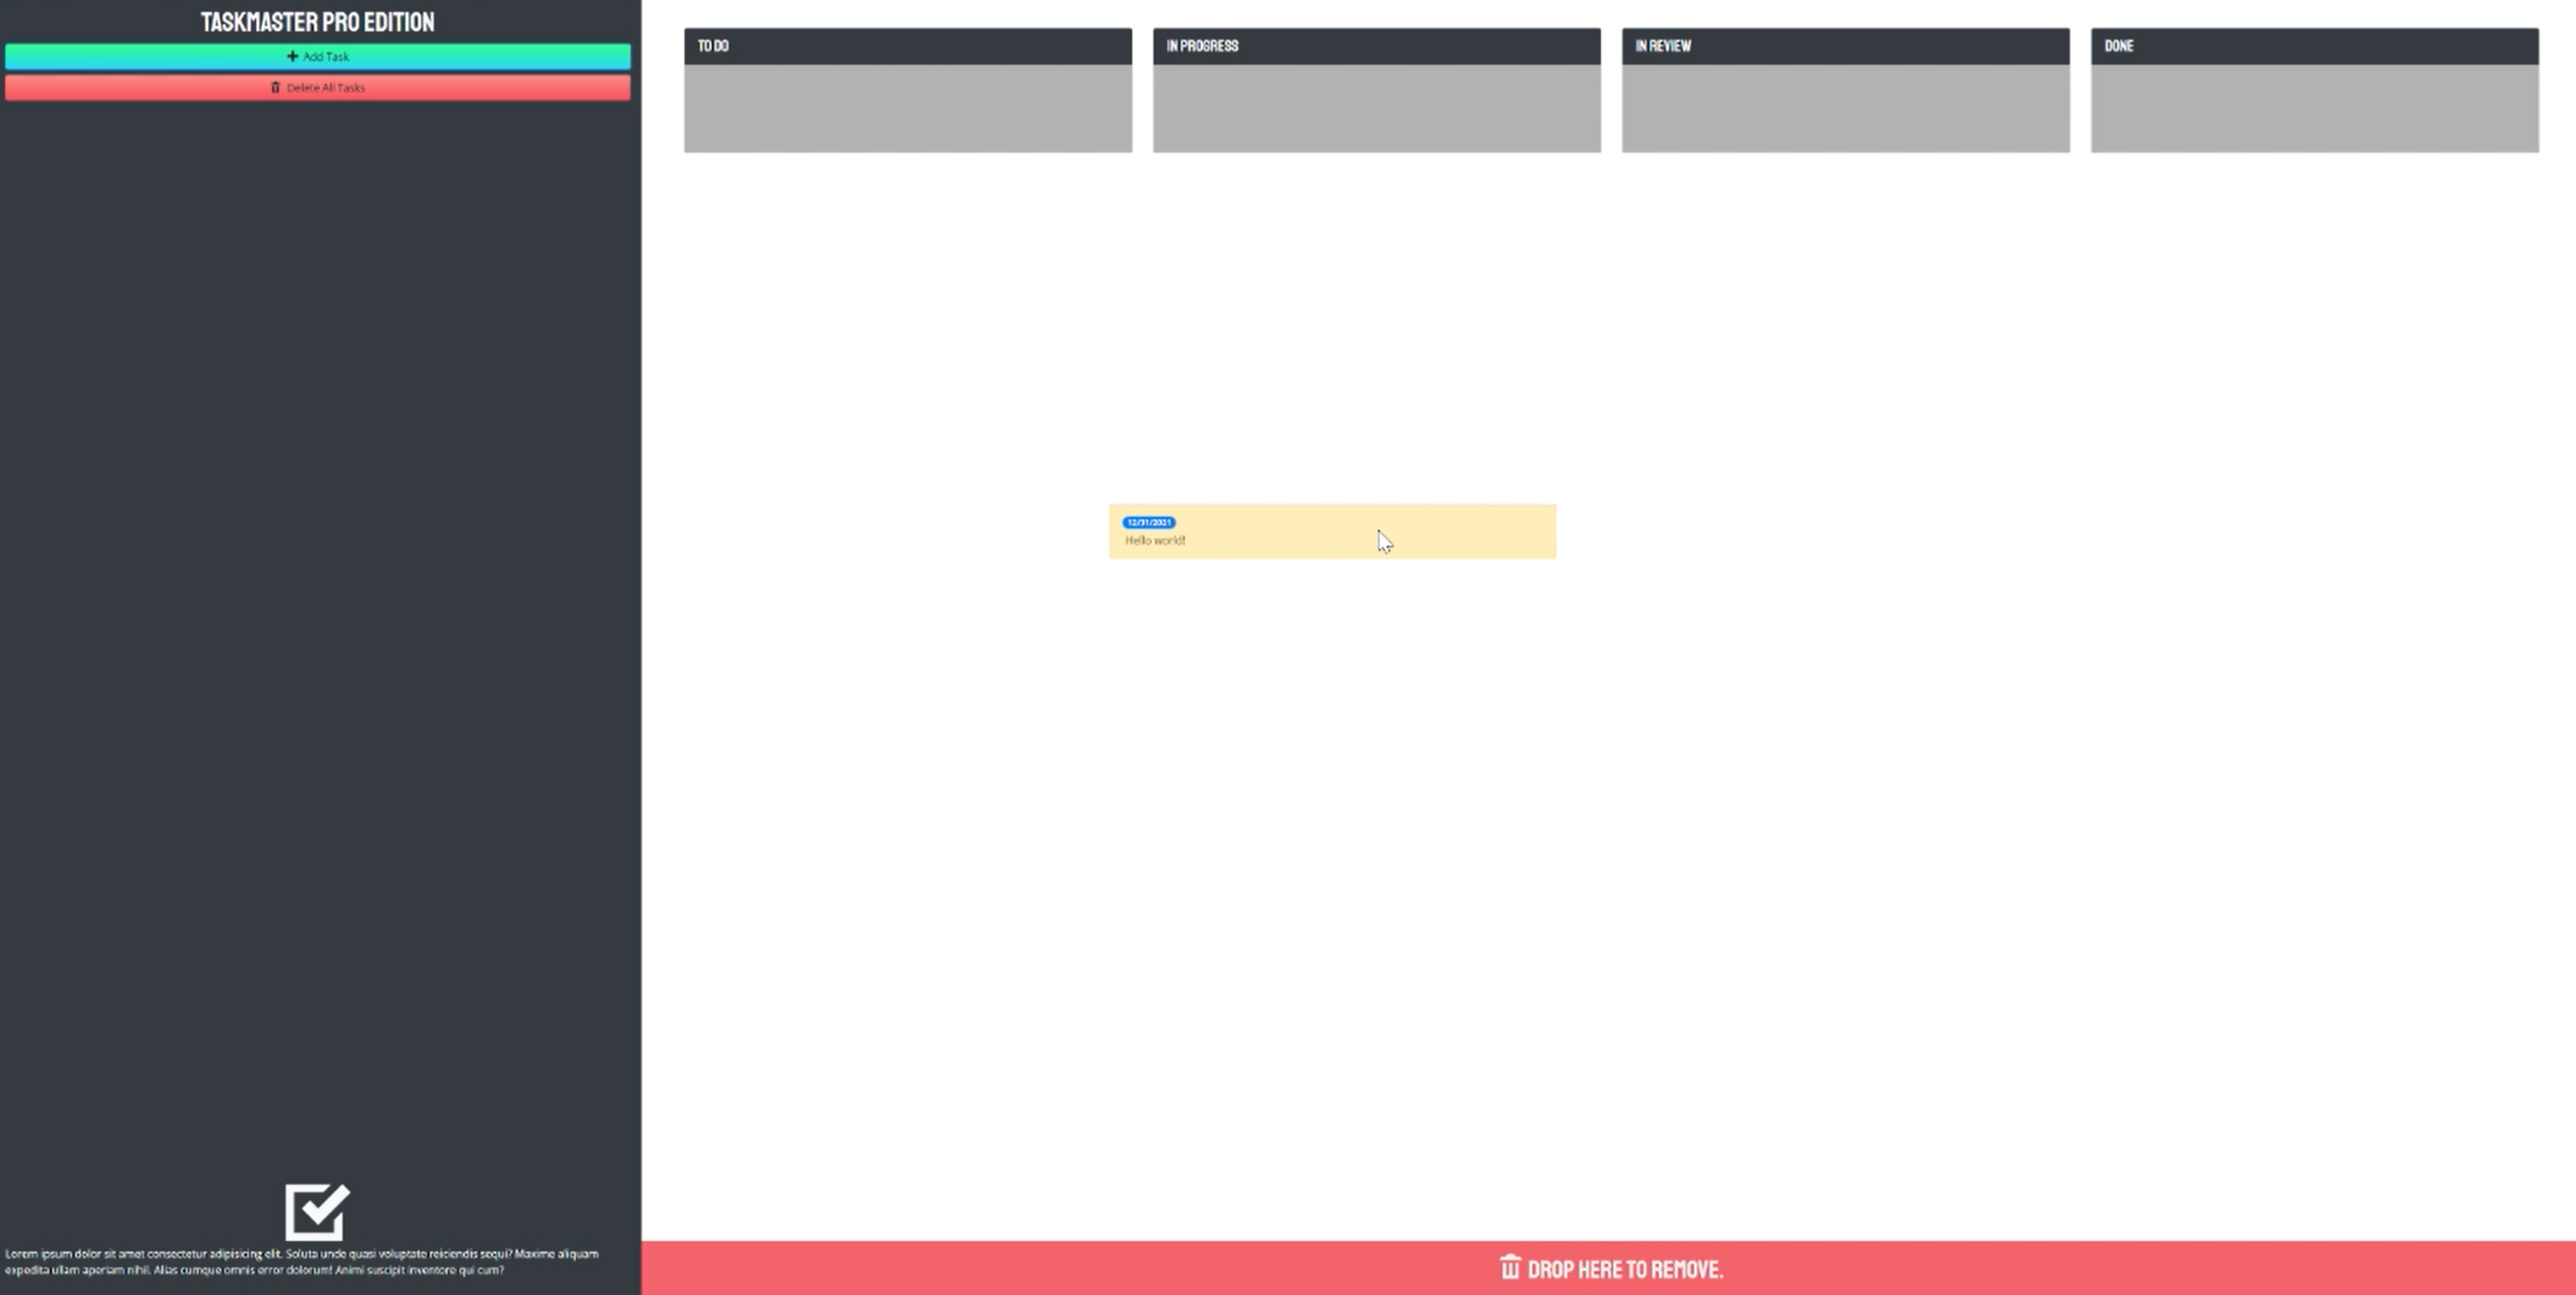 TASKMASTER PRO EDITION
Add Task
Delete All Tasks
TO DO
IN PROGRESS
IN REVIEW
DONE
12/31/2021
Hello world!
Lorem ipsum dolor sit amet consectetur adipisicing elit. Soluta unde quasi voluptate reiciendis sequi? Maxime aliquam
expedita ullam aperiam nihil. Alias cumque omnis error dolorum! Animi suscipit inventore qui cum?
DROP HERE TO REMOVE.